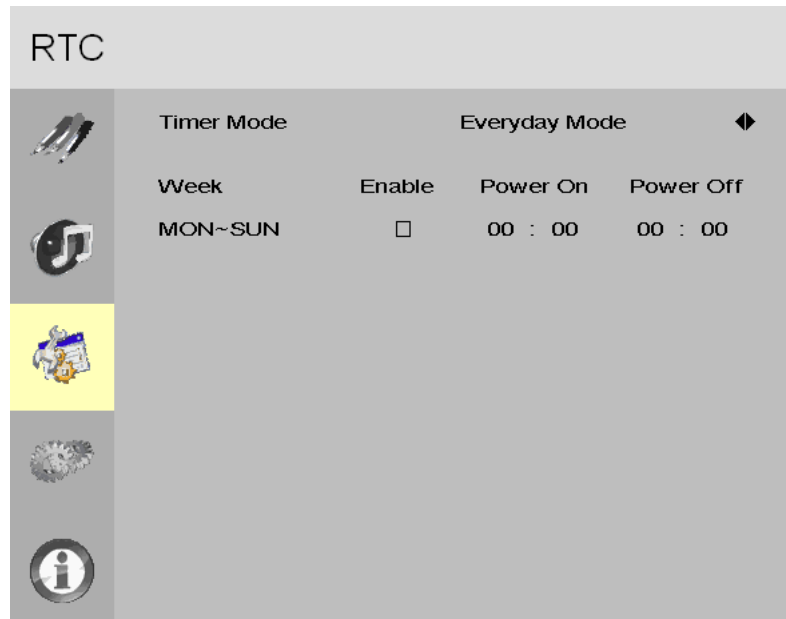 RTC
Timer Mode Everyday Mode
Week Enable Power On Power Off
MON~SUN 00 : 00 00 : 00